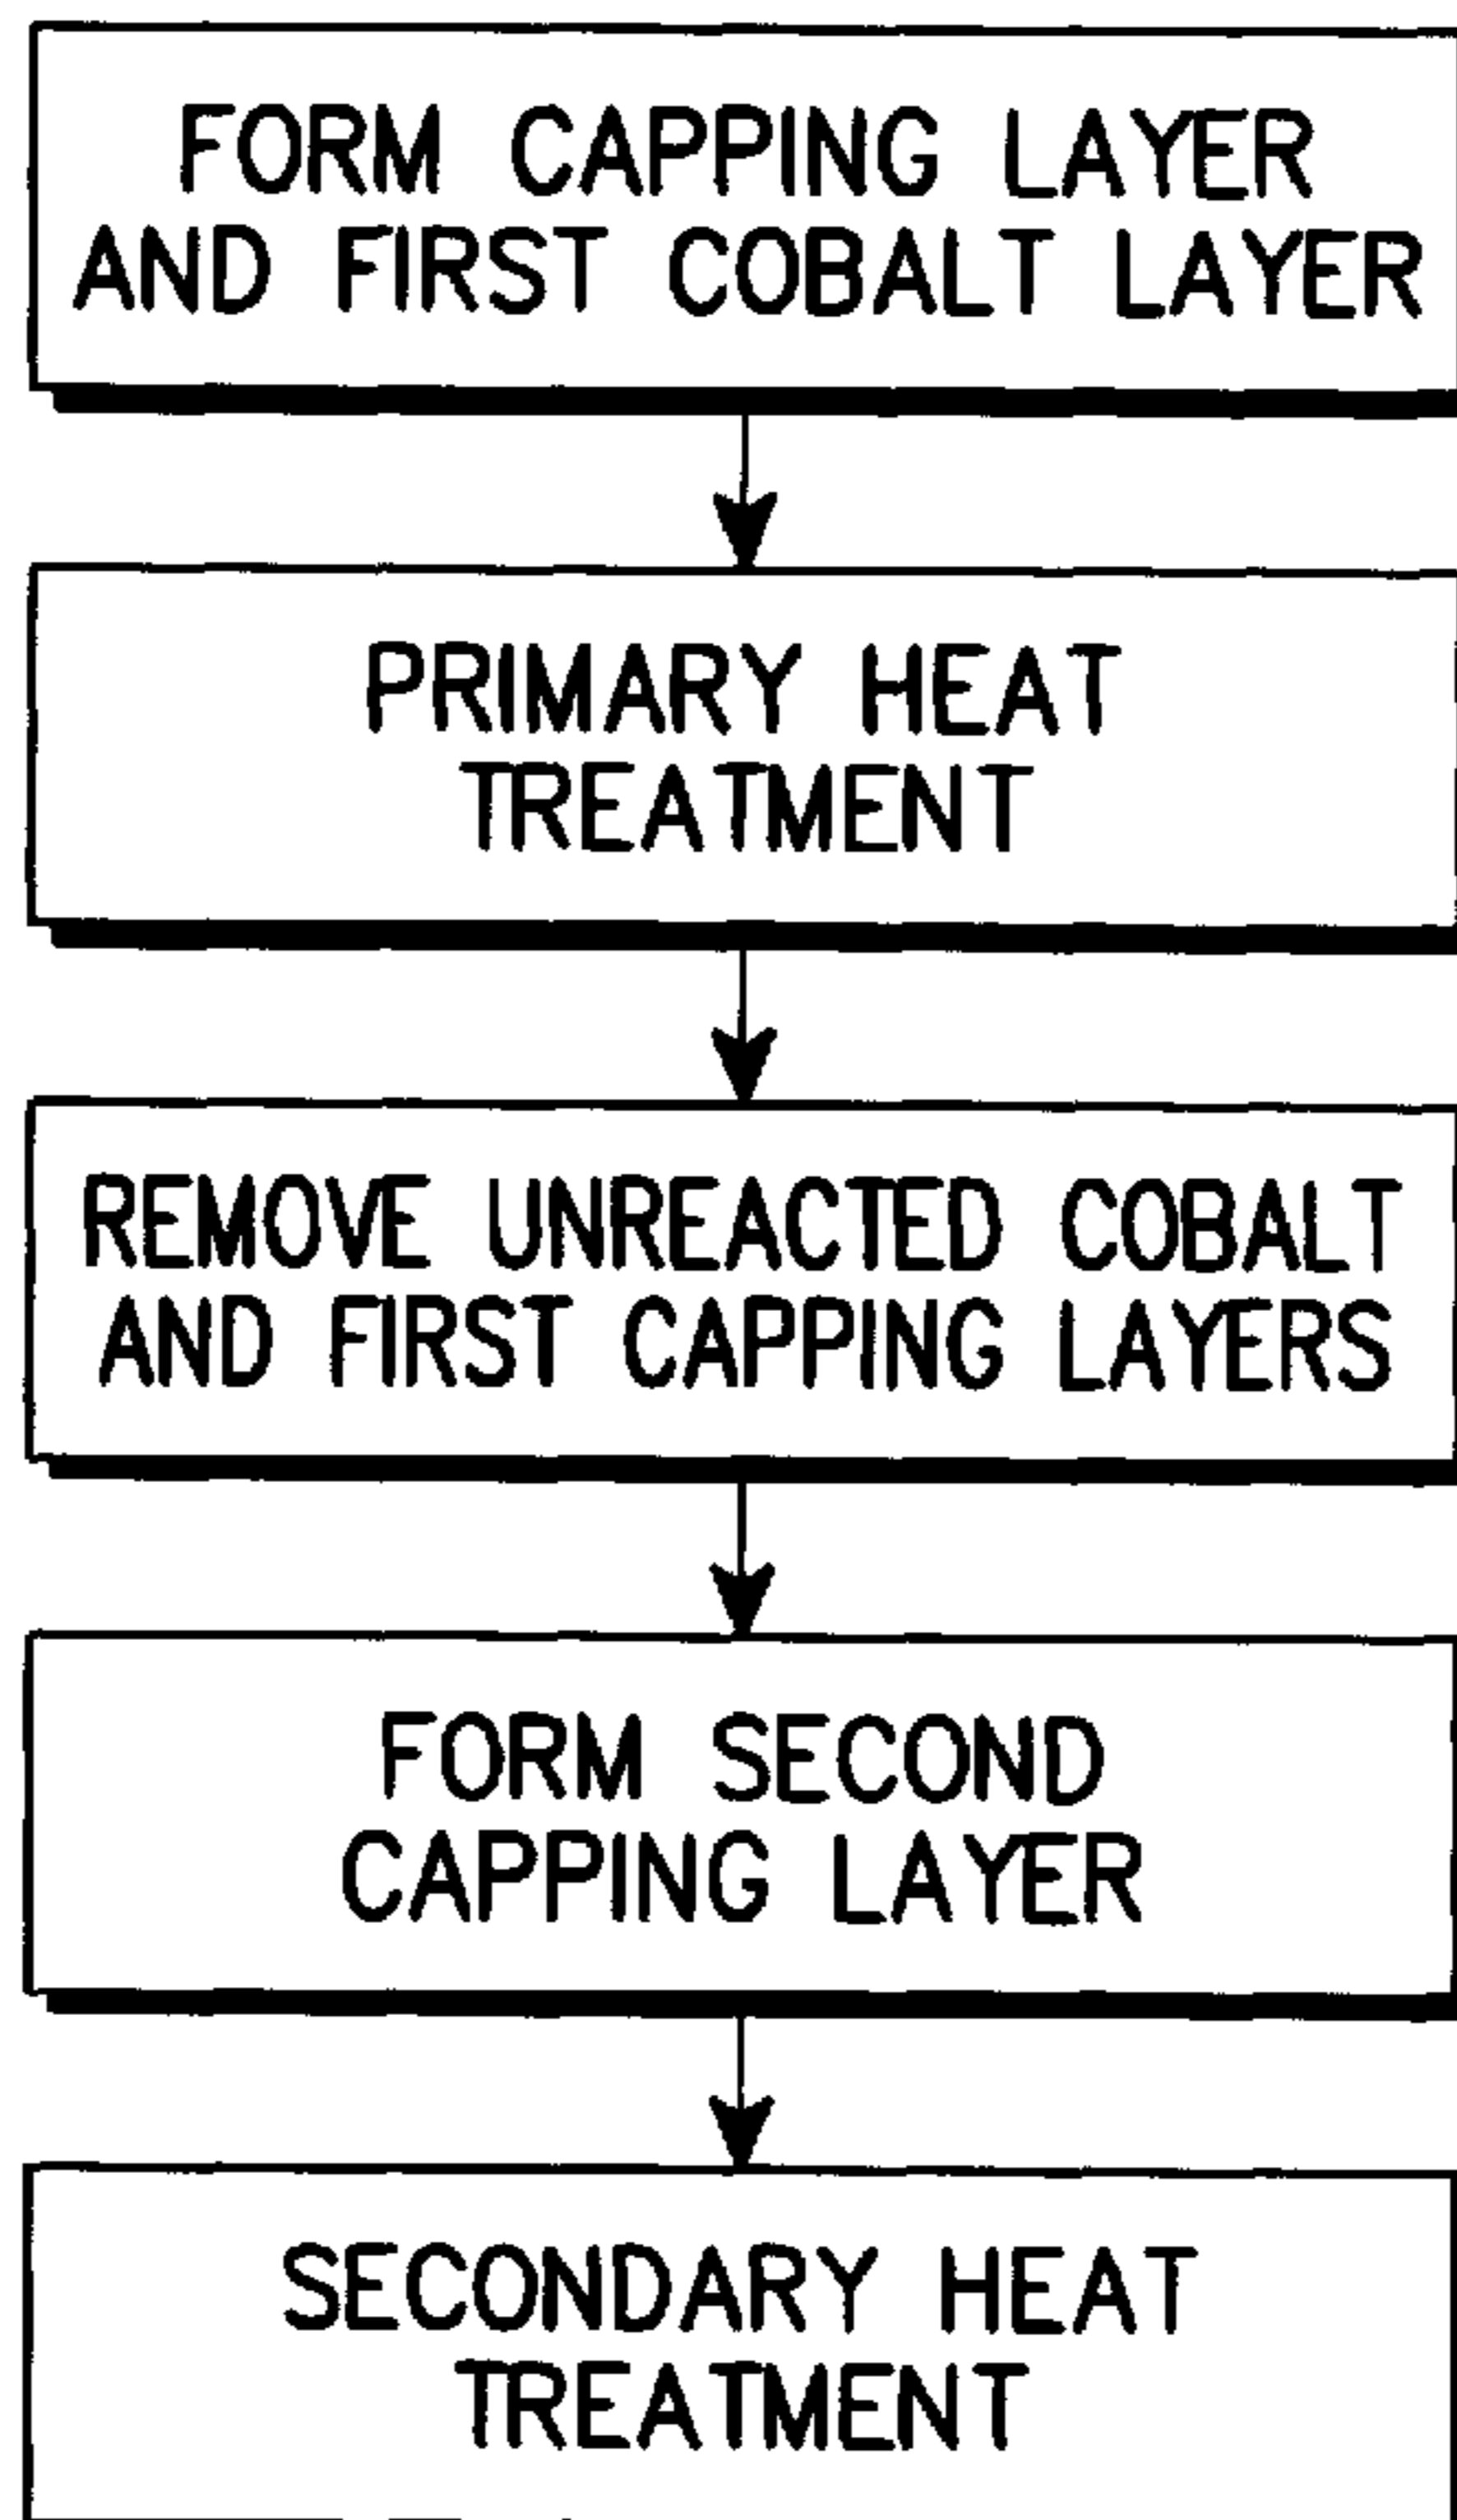 FORM CAPPING LAYER
AND FIRST COBALT LAYER
PRIMARY HEAT
TREATMENT
REMOVE UNREACTED COBALT
AND FIRST CAPPING LAYERS
FORM SECOND
CAPPING LAYER
SECONDARY HEAT
TREATMENT